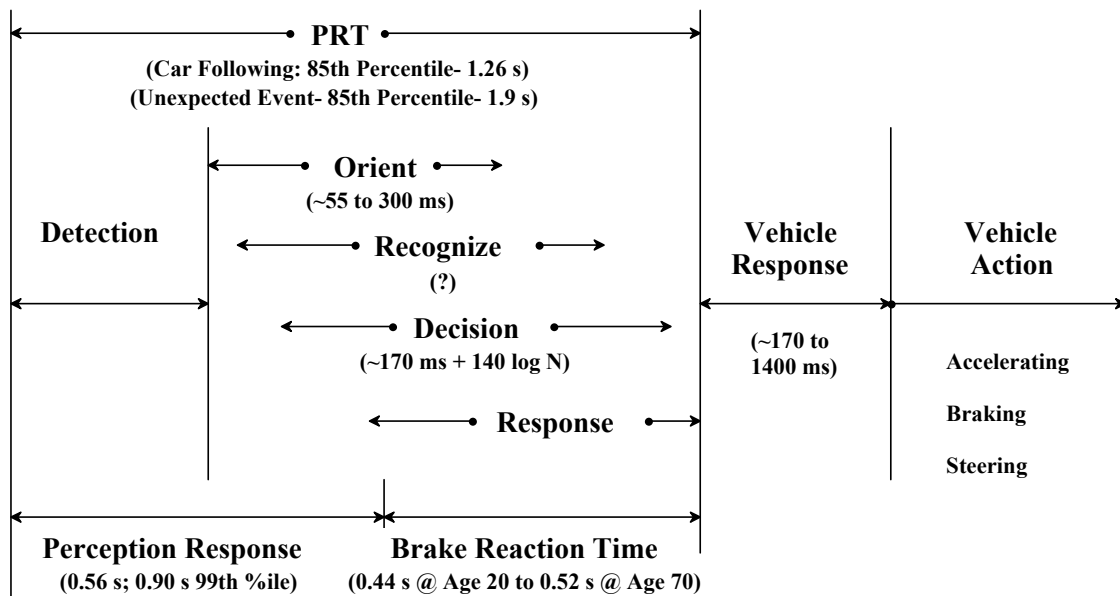 PRT
(Car Following: 85th Percentile- 1.26 s)
(Unexpected Event- 85th Percentile- 1.9 s)
Orient
(~55 to 300 ms)
Detection
Recognize
(?)
Decision
(~170 ms + 140 log N)
Response
Vehicle
Response
(~170 to
1400 ms)
Vehicle
Action
Accelerating
Braking
Steering
Perception Response
(0.56 s; 0.90 s 99th %ile)
Brake Reaction Time
(0.44 s @ Age 20 to 0.52 s @ Age 70)